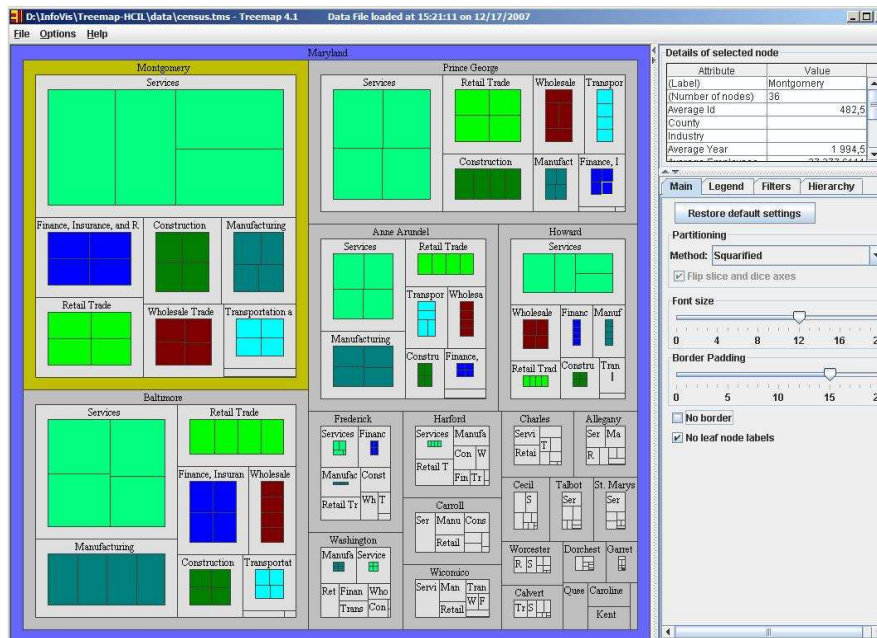 D:\InfoVis\Treemap-HCIL\data\census.tms - Treemap 4.1 Data File loaded at 15:21:11 on 12/17/2007
File Options Help
Maryland
Montgomery
Services
Finance, Insurance, and R
Construction
Manufacturing
Retail Trade
Wholesale Trade
Transportation a
Prince George
Services
Retail Trade
Wholesale
Transpor
Construction
Manufact
Finance, I
Anne Arundel
Services
Retail Trade
Transpor
Wholesa
Manufacturing
Constru
Finance,
Howard
Services
Wholesale
Financ
Manuf
Retail Trad
Constru
Tran
Baltimore
Services
Retail Trade
Finance, Insuran
Wholesale
Manufacturing
Construction
Transportat
Frederick
Services
Financ
Manufac
Const
Retail Tr
Wh
T
Harford
Services
Manufa
Con
W
Retail T
Fin
Tr
Charles
Servi
T
Retai
Allegany
Ser
Ma
R
Carroll
Ser
Manu
Cons
Retail
Cecil
S
Talbot
Ser
St. Marys
Ser
Washington
Manufa
Service
Ret
Finan
Who
Trans
Con
Wicomico
Servi
Man
Tran
W
F
Retail
Worcester
R
S
Dorchest
Garret
Calvert
Tr
S
Quee
Caroline
Kent
Details of selected node
Attribute Value
(Label) Montgomery
(Number of nodes) 36
Average Id 482,5
County
Industry
Average Year 1 994,5
Main Legend Filters Hierarchy
Restore default settings
Partitioning
Method: Squarified
Flip slice and dice axes
Font size
0 4 8 12 16
Border Padding
0 5 10 15
No border
No leaf node labels